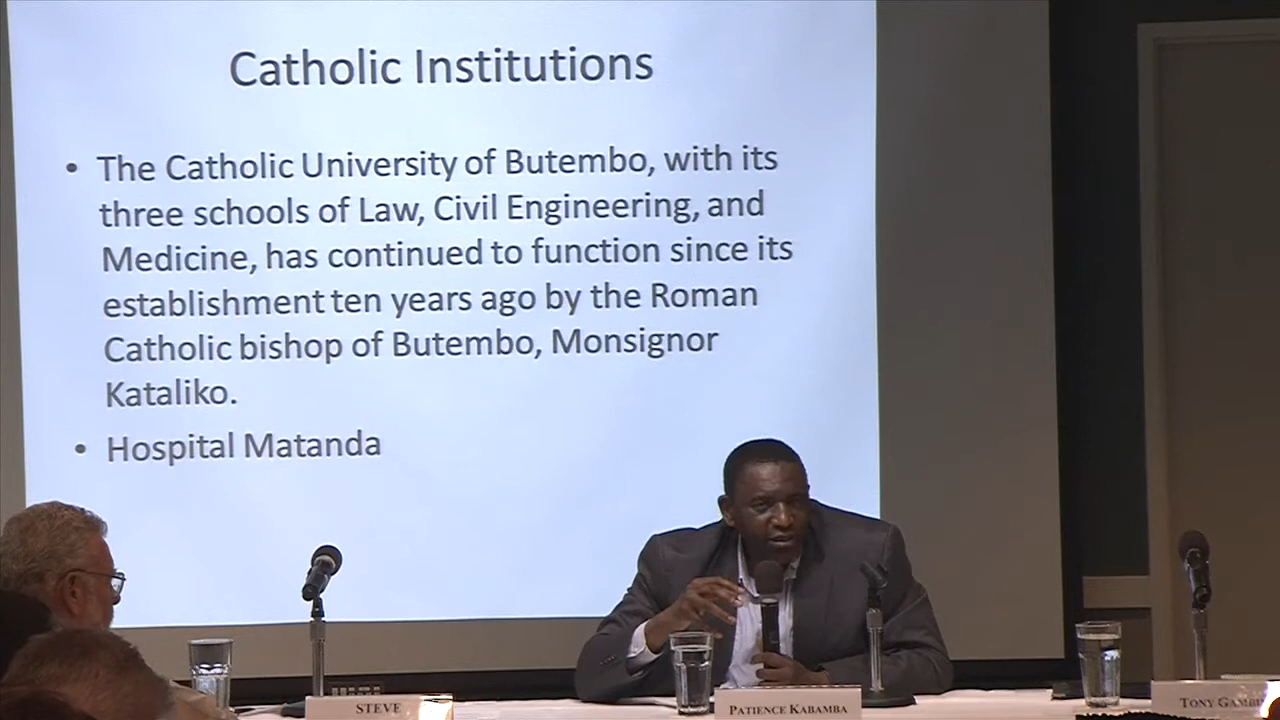 Catholic Institutions
• The Catholic University of Butembo, with its
three schools of Law, Civil Engineering, and
Medicine, has continued to function since its
establishment ten years ago by the Roman
Catholic bishop of Butembo, Monsignor
Kataliko.
• Hospital Matanda
STEVE
PATIENCE KABAMBA
TONY